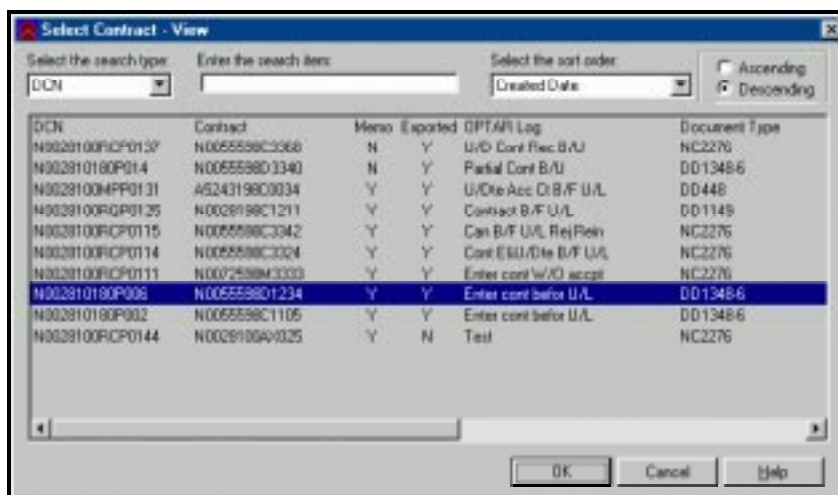 Select Contract - View
Select the search type: Enter the search item: Select the sort order:
DCN Created Date
Ascending
Descending
DCN Contract Memo Exported OPTAR Log Document Type
N0028100RCP0137 N0055598C3368 N Y U/D Cont Rec B/U NC2276
N002810180P014 N0055598D3340 N Y Partial Cont B/U DD1348-6
N0028100MPP0131 A5243198C0034 Y Y U/Dte Acc Ct B/F U/L DD448
N0028100RGP0125 N0028198C1211 Y Y Contract B/F U/L DD1149
N0028100RCP0115 N0055598C3342 Y Y Can B/F U/L Rej Rein NC2276
N0028100RCP0114 N0055598C3324 Y Y Cont E&U/Dte B/F U/L NC2276
N0028100RCP0111 N0072598M3333 Y Y Enter cont W/O accpt NC2276
N002810180P006 N0055598D1234 Y Y Enter cont befor U/L DD1348-6
N002810180P002 N0055598C1105 Y Y Enter cont befor U/L DD1348-6
N0028100RCP0144 N0028100AX025 Y N Test NC2276
OK Cancel Help